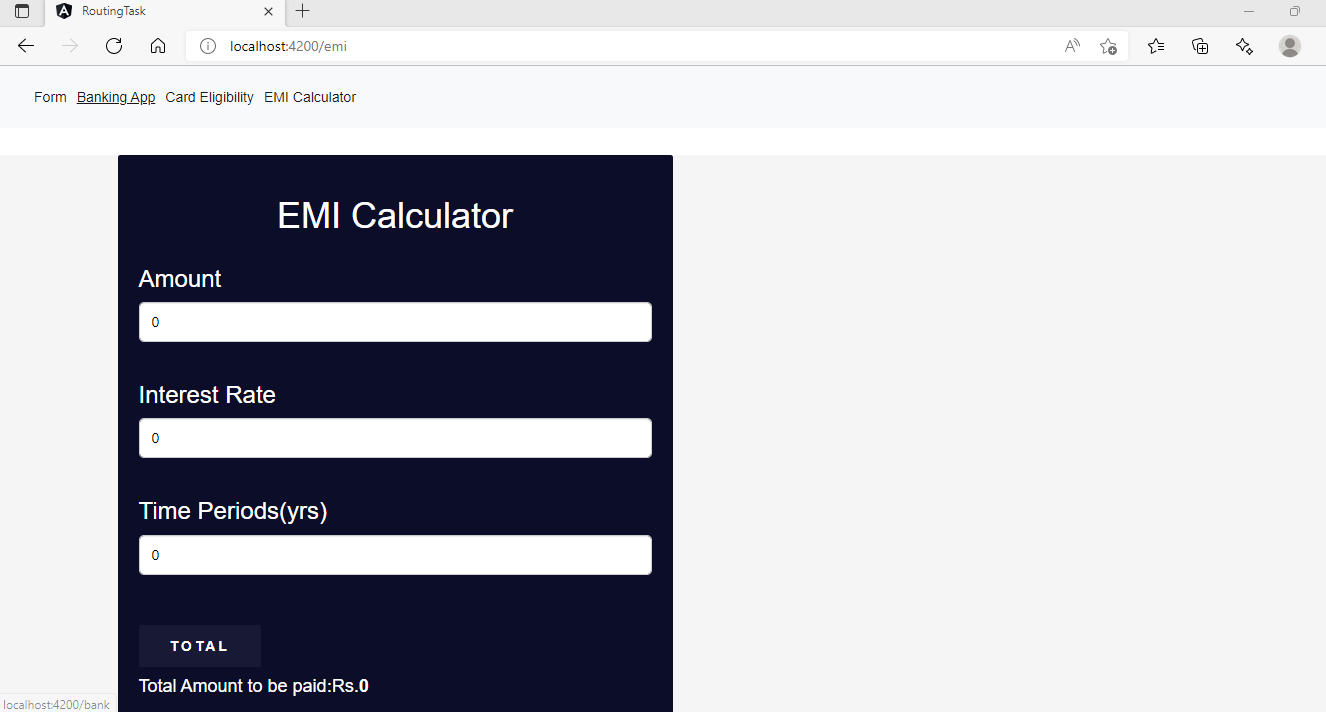 RoutingTask
localhost:4200/emi
Form Banking App Card Eligibility EMI Calculator
EMI Calculator
Amount
0
Interest Rate
0
Time Periods(yrs)
0
TOTAL
Total Amount to be paid:Rs.0
localhost:4200/bank